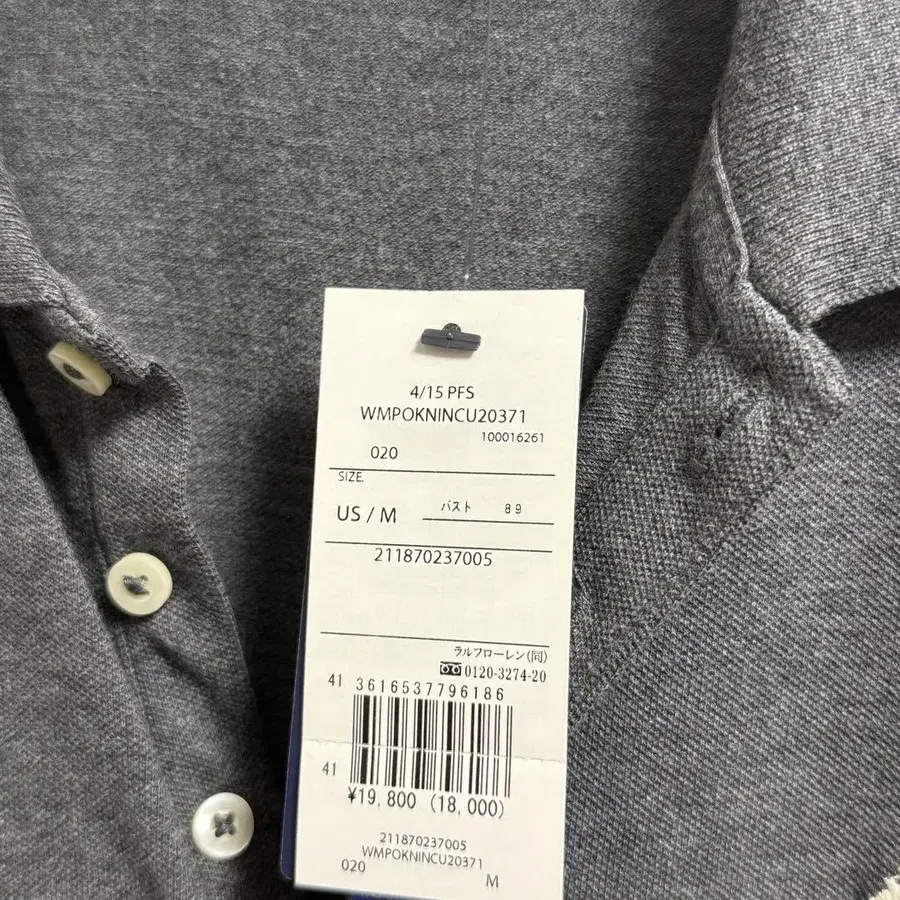 4/15 PFS
WMPOKNINCU20371
100016261
020
SIZE.
US / M バスト 89
211870237005
ラルフローレン(同)
0120-3274-20
41 3616537796186
41
¥19,800 (18,000)
211870237005
WMPOKNINCU20371
020 M